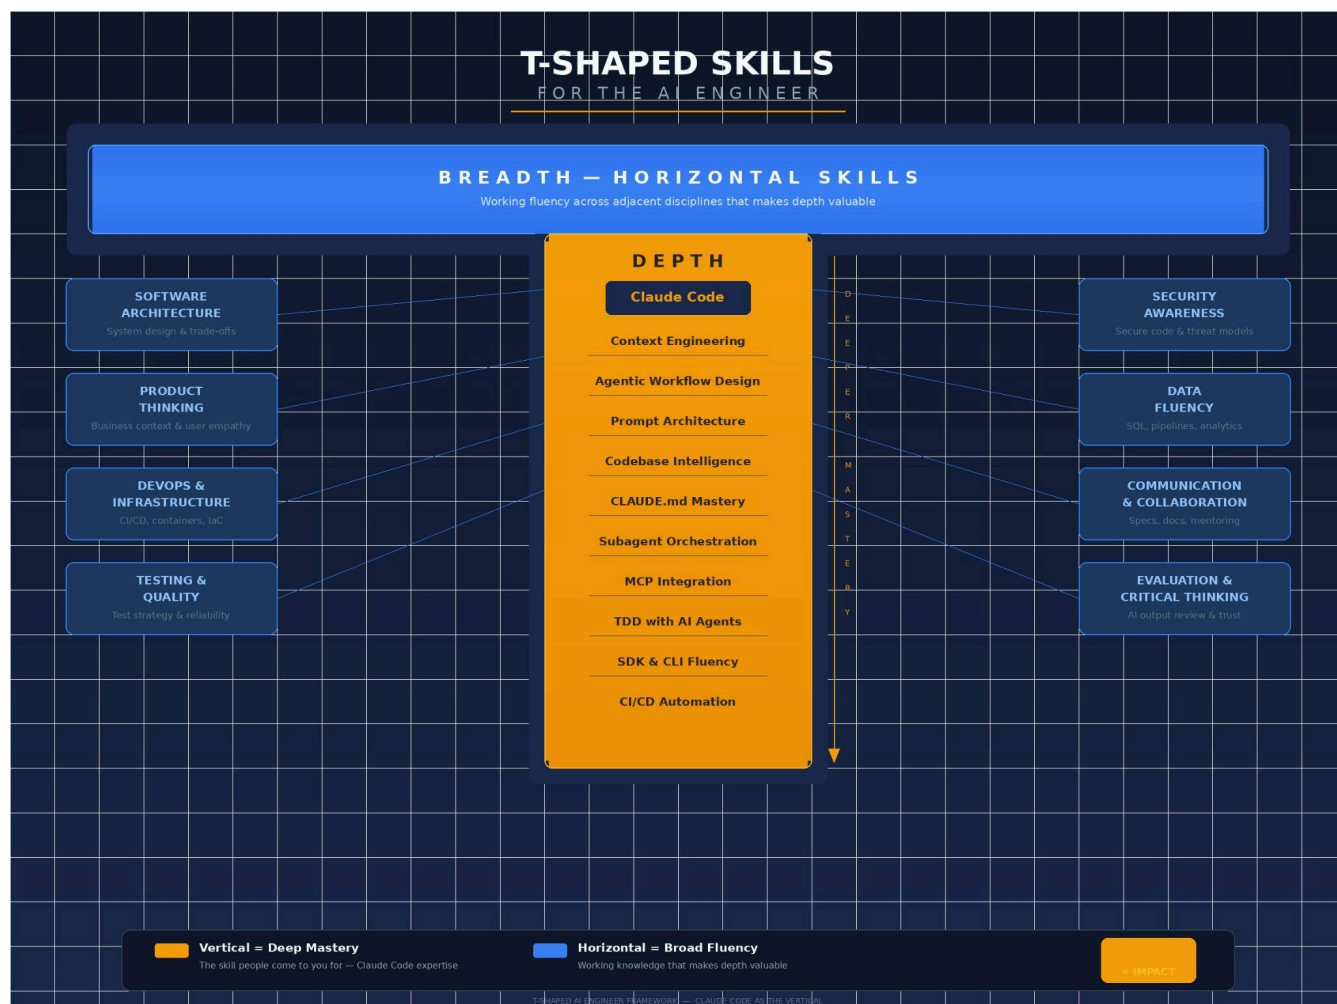 T-SHAPED SKILLS
FOR THE AI ENGINEER
BREADTH — HORIZONTAL SKILLS
Working fluency across adjacent disciplines that makes depth valuable
DEPTH
Claude Code
Context Engineering
Agentic Workflow Design
Prompt Architecture
Codebase Intelligence
CLAUDE.md Mastery
Subagent Orchestration
MCP Integration
TDD with AI Agents
SDK & CLI Fluency
CI/CD Automation
DEEPER MASTERY
SOFTWARE
ARCHITECTURE
System design & trade-offs
PRODUCT
THINKING
Business context & user empathy
DEVOPS &
INFRASTRUCTURE
CI/CD, containers, IaC
TESTING &
QUALITY
Test strategy & reliability
SECURITY
AWARENESS
Secure code & threat models
DATA
FLUENCY
SQL, pipelines, analytics
COMMUNICATION
& COLLABORATION
Specs, docs, mentoring
EVALUATION &
CRITICAL THINKING
AI output review & trust
Vertical = Deep Mastery
The skill people come to you for — Claude Code expertise
Horizontal = Broad Fluency
Working knowledge that makes depth valuable
= IMPACT
T-SHAPED AI ENGINEER FRAMEWORK — CLAUDE CODE AS THE VERTICAL